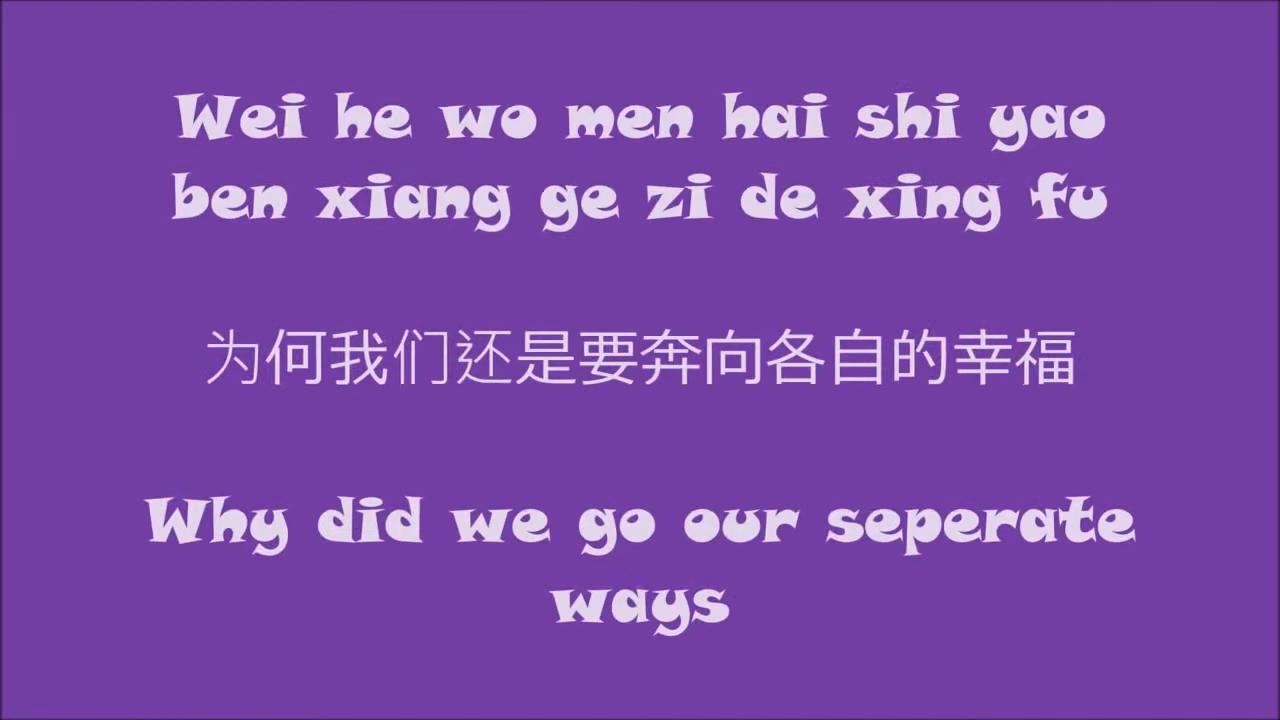 Wei he wo men hai shi yao
ben xiang ge zi de xing fu
为何我们还是要奔向各自的幸福
Why did we go our seperate
ways